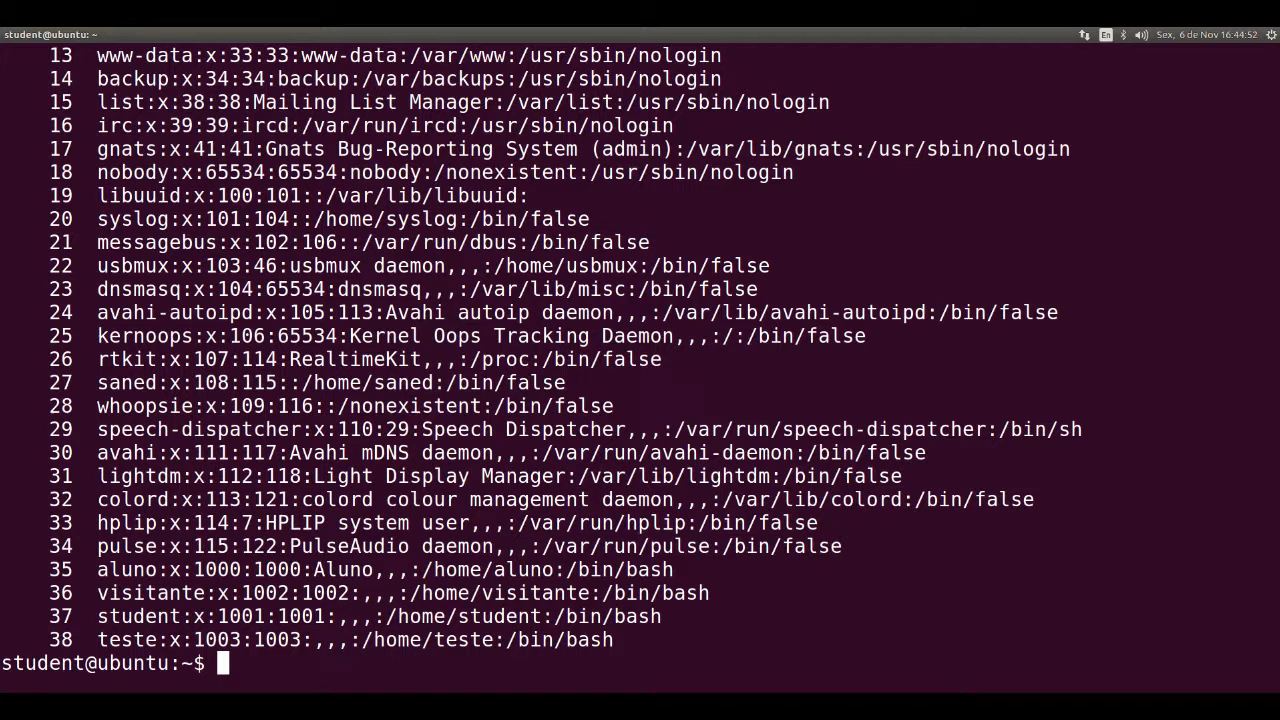 student@ubuntu: ~
En
Sex, 6 de Nov 16:44:52
13 www-data:x:33:33:www-data:/var/www:/usr/sbin/nologin
14 backup:x:34:34:backup:/var/backups:/usr/sbin/nologin
15 list:x:38:38:Mailing List Manager:/var/list:/usr/sbin/nologin
16 irc:x:39:39:ircd:/var/run/ircd:/usr/sbin/nologin
17 gnats:x:41:41:Gnats Bug-Reporting System (admin):/var/lib/gnats:/usr/sbin/nologin
18 nobody:x:65534:65534:nobody:/nonexistent:/usr/sbin/nologin
19 libuuid:x:100:101::/var/lib/libuuid:
20 syslog:x:101:104::/home/syslog:/bin/false
21 messagebus:x:102:106::/var/run/dbus:/bin/false
22 usbmux:x:103:46:usbmux daemon,,,:/home/usbmux:/bin/false
23 dnsmasq:x:104:65534:dnsmasq,,,:/var/lib/misc:/bin/false
24 avahi-autoipd:x:105:113:Avahi autoip daemon,,,:/var/lib/avahi-autoipd:/bin/false
25 kernoops:x:106:65534:Kernel Oops Tracking Daemon,,,:/:/bin/false
26 rtkit:x:107:114:RealtimeKit,,,:/proc:/bin/false
27 saned:x:108:115::/home/saned:/bin/false
28 whoopsie:x:109:116::/nonexistent:/bin/false
29 speech-dispatcher:x:110:29:Speech Dispatcher,,,:/var/run/speech-dispatcher:/bin/sh
30 avahi:x:111:117:Avahi mDNS daemon,,,:/var/run/avahi-daemon:/bin/false
31 lightdm:x:112:118:Light Display Manager:/var/lib/lightdm:/bin/false
32 colord:x:113:121:colord colour management daemon,,,:/var/lib/colord:/bin/false
33 hplip:x:114:7:HPLIP system user,,,:/var/run/hplip:/bin/false
34 pulse:x:115:122:PulseAudio daemon,,,:/var/run/pulse:/bin/false
35 aluno:x:1000:1000:Aluno,,,:/home/aluno:/bin/bash
36 visitante:x:1002:1002:,,,:/home/visitante:/bin/bash
37 student:x:1001:1001:,,,:/home/student:/bin/bash
38 teste:x:1003:1003:,,,:/home/teste:/bin/bash
student@ubuntu:~$